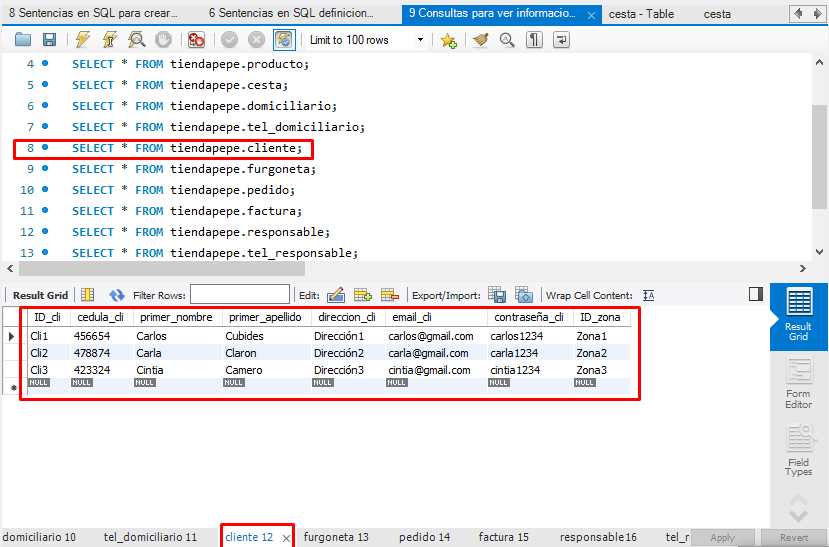 8 Sentencias en SQL para crear... 6 Sentencias en SQL definicion... 9 Consultas para ver informacio... cesta - Table cesta
Limit to 100 rows
4 SELECT * FROM tiendapepe.producto;
5 SELECT * FROM tiendapepe.cesta;
6 SELECT * FROM tiendapepe.domiciliario;
7 SELECT * FROM tiendapepe.tel_domiciliario;
8 SELECT * FROM tiendapepe.cliente;
9 SELECT * FROM tiendapepe.furgoneta;
10 SELECT * FROM tiendapepe.pedido;
11 SELECT * FROM tiendapepe.factura;
12 SELECT * FROM tiendapepe.responsable;
13 SELECT * FROM tiendapepe.tel_responsable;
Result Grid Filter Rows: Edit: Export/Import: Wrap Cell Content:
ID_cli cedula_cli primer_nombre primer_apellido direccion_cli email_cli contraseña_cli ID_zona
Cli1 456654 Carlos Cubides Dirección1 carlos@gmail.com carlos1234 Zona1
Cli2 478874 Carla Claron Dirección2 carla@gmail.com carla1234 Zona2
Cli3 423324 Cintia Camero Dirección3 cintia@gmail.com cintia1234 Zona3
NULL NULL NULL NULL NULL NULL NULL NULL
Result
Grid
Form
Editor
Field
Types
domiciliario 10 tel_domiciliario 11 cliente 12 furgoneta 13 pedido 14 factura 15 responsable16 tel_r Apply Revert